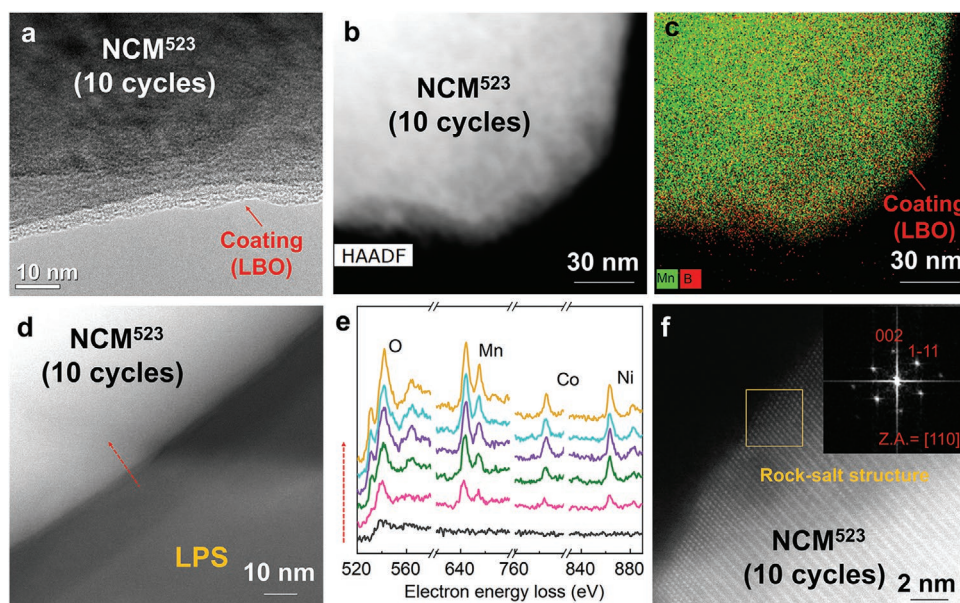 a
NCM⁵²³
(10 cycles)
Coating
(LBO)
10 nm
b
NCM⁵²³
(10 cycles)
HAADF
30 nm
c
Coating
(LBO)
30 nm
Mn B
d
NCM⁵²³
(10 cycles)
LPS
10 nm
e
O
Mn
Co
Ni
520 560 640 760 840 880
Electron energy loss (eV)
f
002
1-11
Z.A.= [110]
Rock-salt structure
NCM⁵²³
(10 cycles)
2 nm